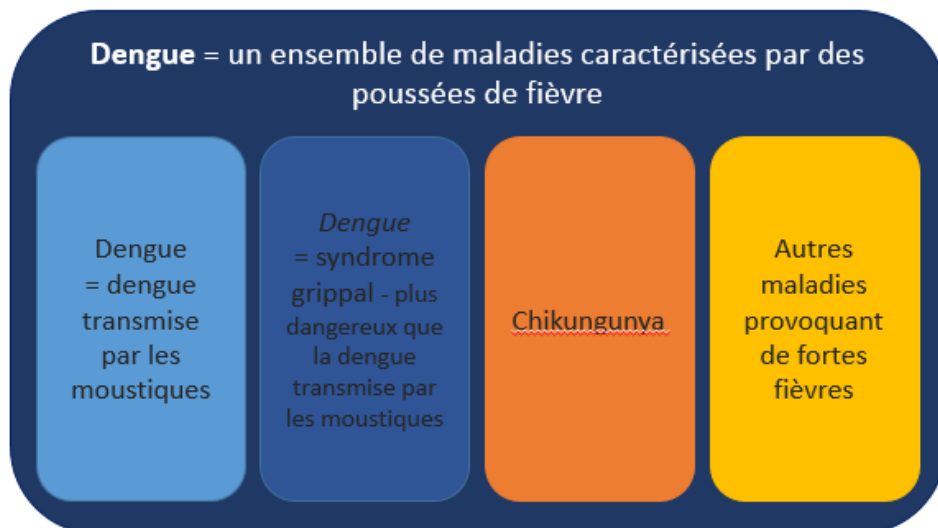 Dengue = un ensemble de maladies caractérisées par des
poussées de fièvre
Dengue
= dengue
transmise
par les
moustiques
Dengue
= syndrome
grippal - plus
dangereux que
la dengue
transmise par
les moustiques
Chikungunya
Autres
maladies
provoquant
de fortes
fièvres